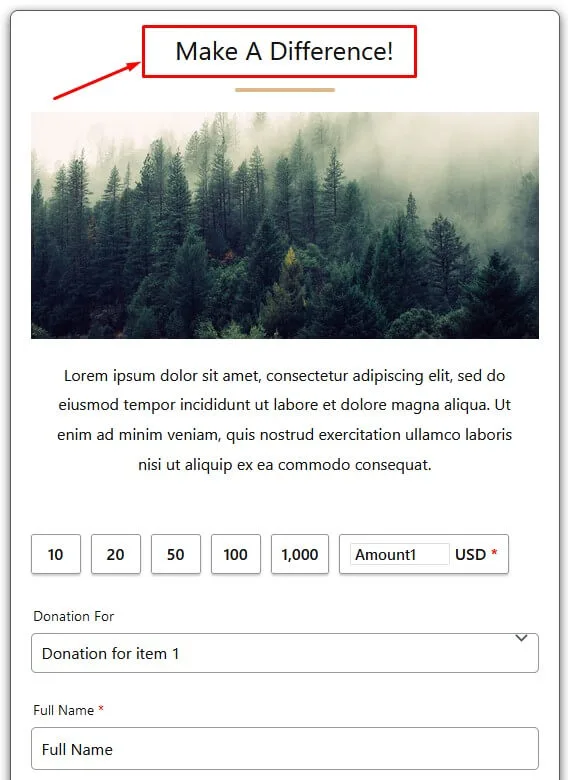 Make A Difference!
Lorem ipsum dolor sit amet, consectetur adipiscing elit, sed do
eiusmod tempor incididunt ut labore et dolore magna aliqua. Ut
enim ad minim veniam, quis nostrud exercitation ullamco laboris
nisi ut aliquip ex ea commodo consequat.
10 20 50 100 1,000 Amount1 USD *
Donation For
Donation for item 1
Full Name *
Full Name